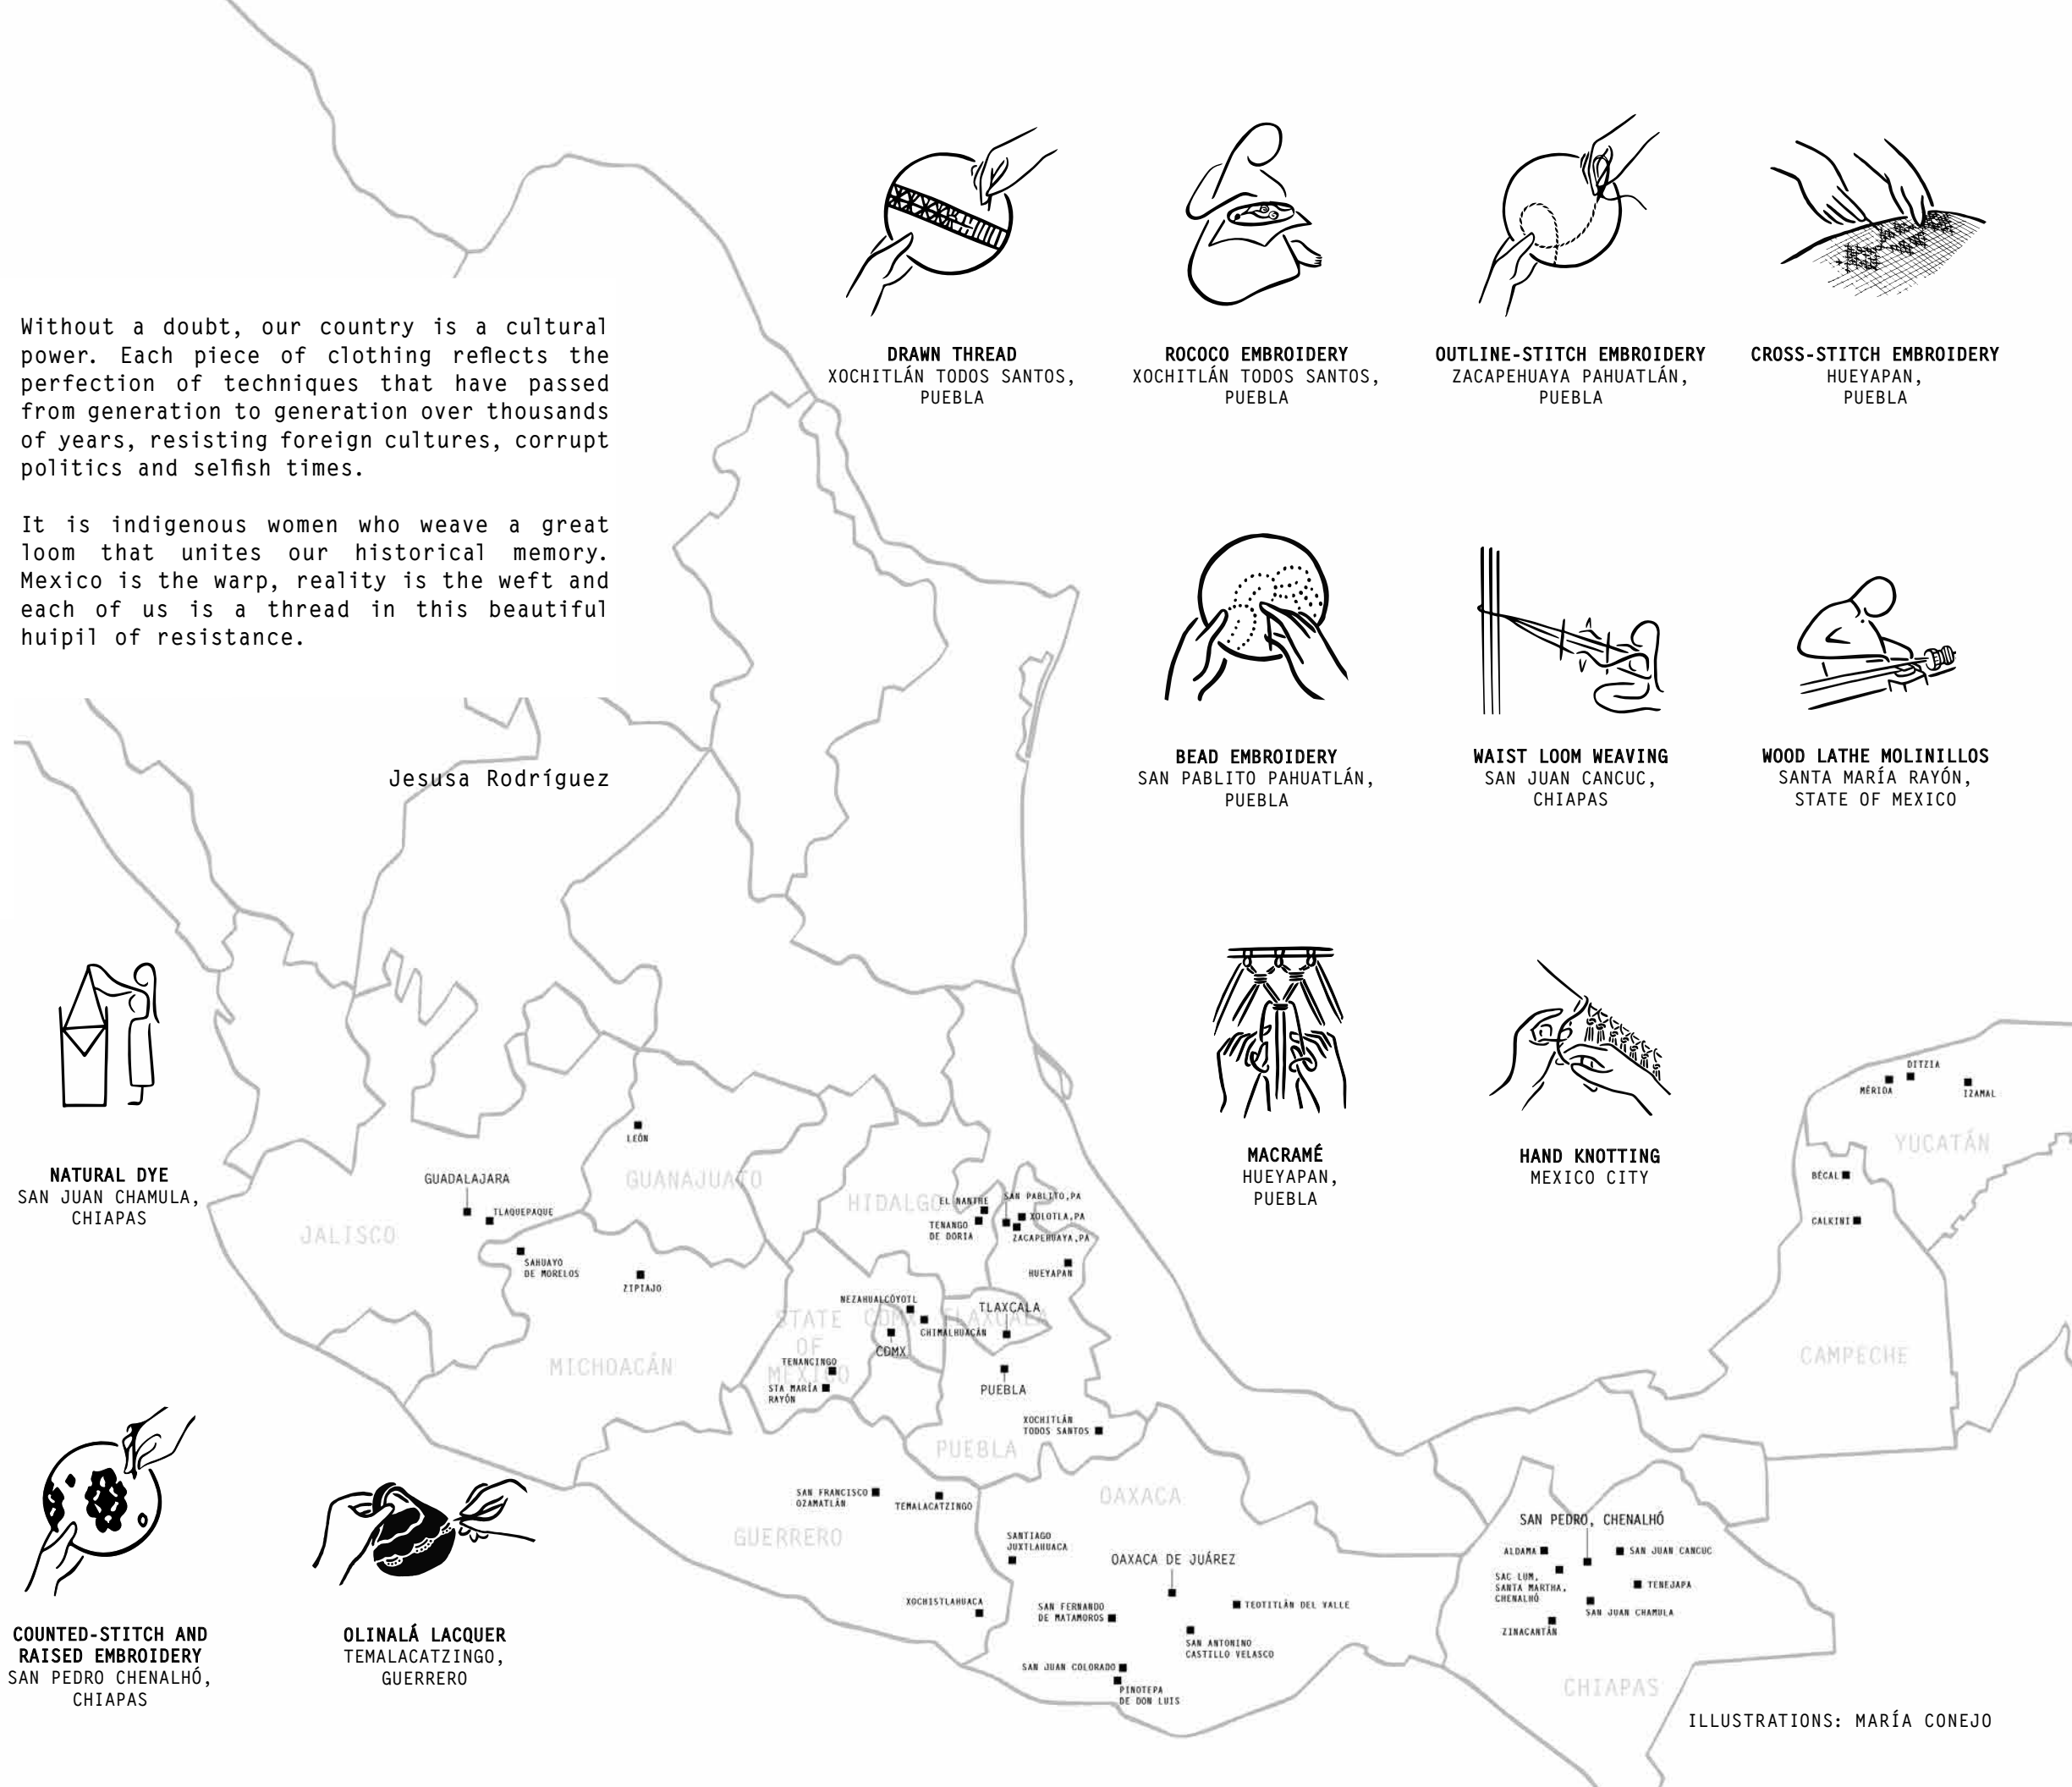 Without a doubt, our country is a cultural
power. Each piece of clothing reflects the
perfection of techniques that have passed
from generation to generation over thousands
of years, resisting foreign cultures, corrupt
politics and selfish times.
It is indigenous women who weave a great
loom that unites our historical memory.
Mexico is the warp, reality is the weft and
each of us is a thread in this beautiful
huipil of resistance.
Jesusa Rodríguez
DRAWN THREAD
XOCHITLÁN TODOS SANTOS,
PUEBLA
ROCOCO EMBROIDERY
XOCHITLÁN TODOS SANTOS,
PUEBLA
OUTLINE-STITCH EMBROIDERY
ZACAPEHUAYA PAHUATLÁN,
PUEBLA
CROSS-STITCH EMBROIDERY
HUEYAPAN,
PUEBLA
BEAD EMBROIDERY
SAN PABLITO PAHUATLÁN,
PUEBLA
WAIST LOOM WEAVING
SAN JUAN CANCUC,
CHIAPAS
WOOD LATHE MOLINILLOS
SANTA MARÍA RAYÓN,
STATE OF MEXICO
MACRAMÉ
HUEYAPAN,
PUEBLA
HAND KNOTTING
MEXICO CITY
NATURAL DYE
SAN JUAN CHAMULA,
CHIAPAS
COUNTED-STITCH AND
RAISED EMBROIDERY
SAN PEDRO CHENALHÓ,
CHIAPAS
OLINALÁ LACQUER
TEMALACATZINGO,
GUERRERO
JALISCO
GUADALAJARA
TLAQUEPAQUE
GUANAJUATO
LEÓN
MICHOACÁN
SAHUAYO
DE MORELOS
ZIPIAJO
HIDALGO
EL NANTHE
TENANGO
DE DORIA
SAN PABLITO,PA
XOLOTLA,PA
ZACAPEHUAYA,PA
HUEYAPAN
STATE
OF
MEXICO
NEZAHUALCÓYOTL
CHIMALHUACÁN
TENANCINGO
STA MARÍA
RAYÓN
CDMX
CDMX
TLAXCALA
TLAXCALA
PUEBLA
XOCHITLÁN
TODOS SANTOS
PUEBLA
GUERRERO
SAN FRANCISCO
OZAMATLÁN
TEMALACATZINGO
XOCHISTLAHUACA
OAXACA
SANTIAGO
JUXTLAHUACA
OAXACA DE JUÁREZ
SAN FERNANDO
DE MATAMOROS
TEOTITLÁN DEL VALLE
SAN ANTONINO
CASTILLO VELASCO
SAN JUAN COLORADO
PINOTEPA
DE DON LUIS
CHIAPAS
SAN PEDRO, CHENALHÓ
ALDAMA
SAN JUAN CANCUC
SAC LUM,
SANTA MARTHA,
CHENALHÓ
TENEJAPA
SAN JUAN CHAMULA
ZINACANTÁN
YUCATÁN
MÉRIDA
DITZIA
IZAMAL
CAMPECHE
BÉCAL
CALKINI
ILLUSTRATIONS: MARÍA CONEJO